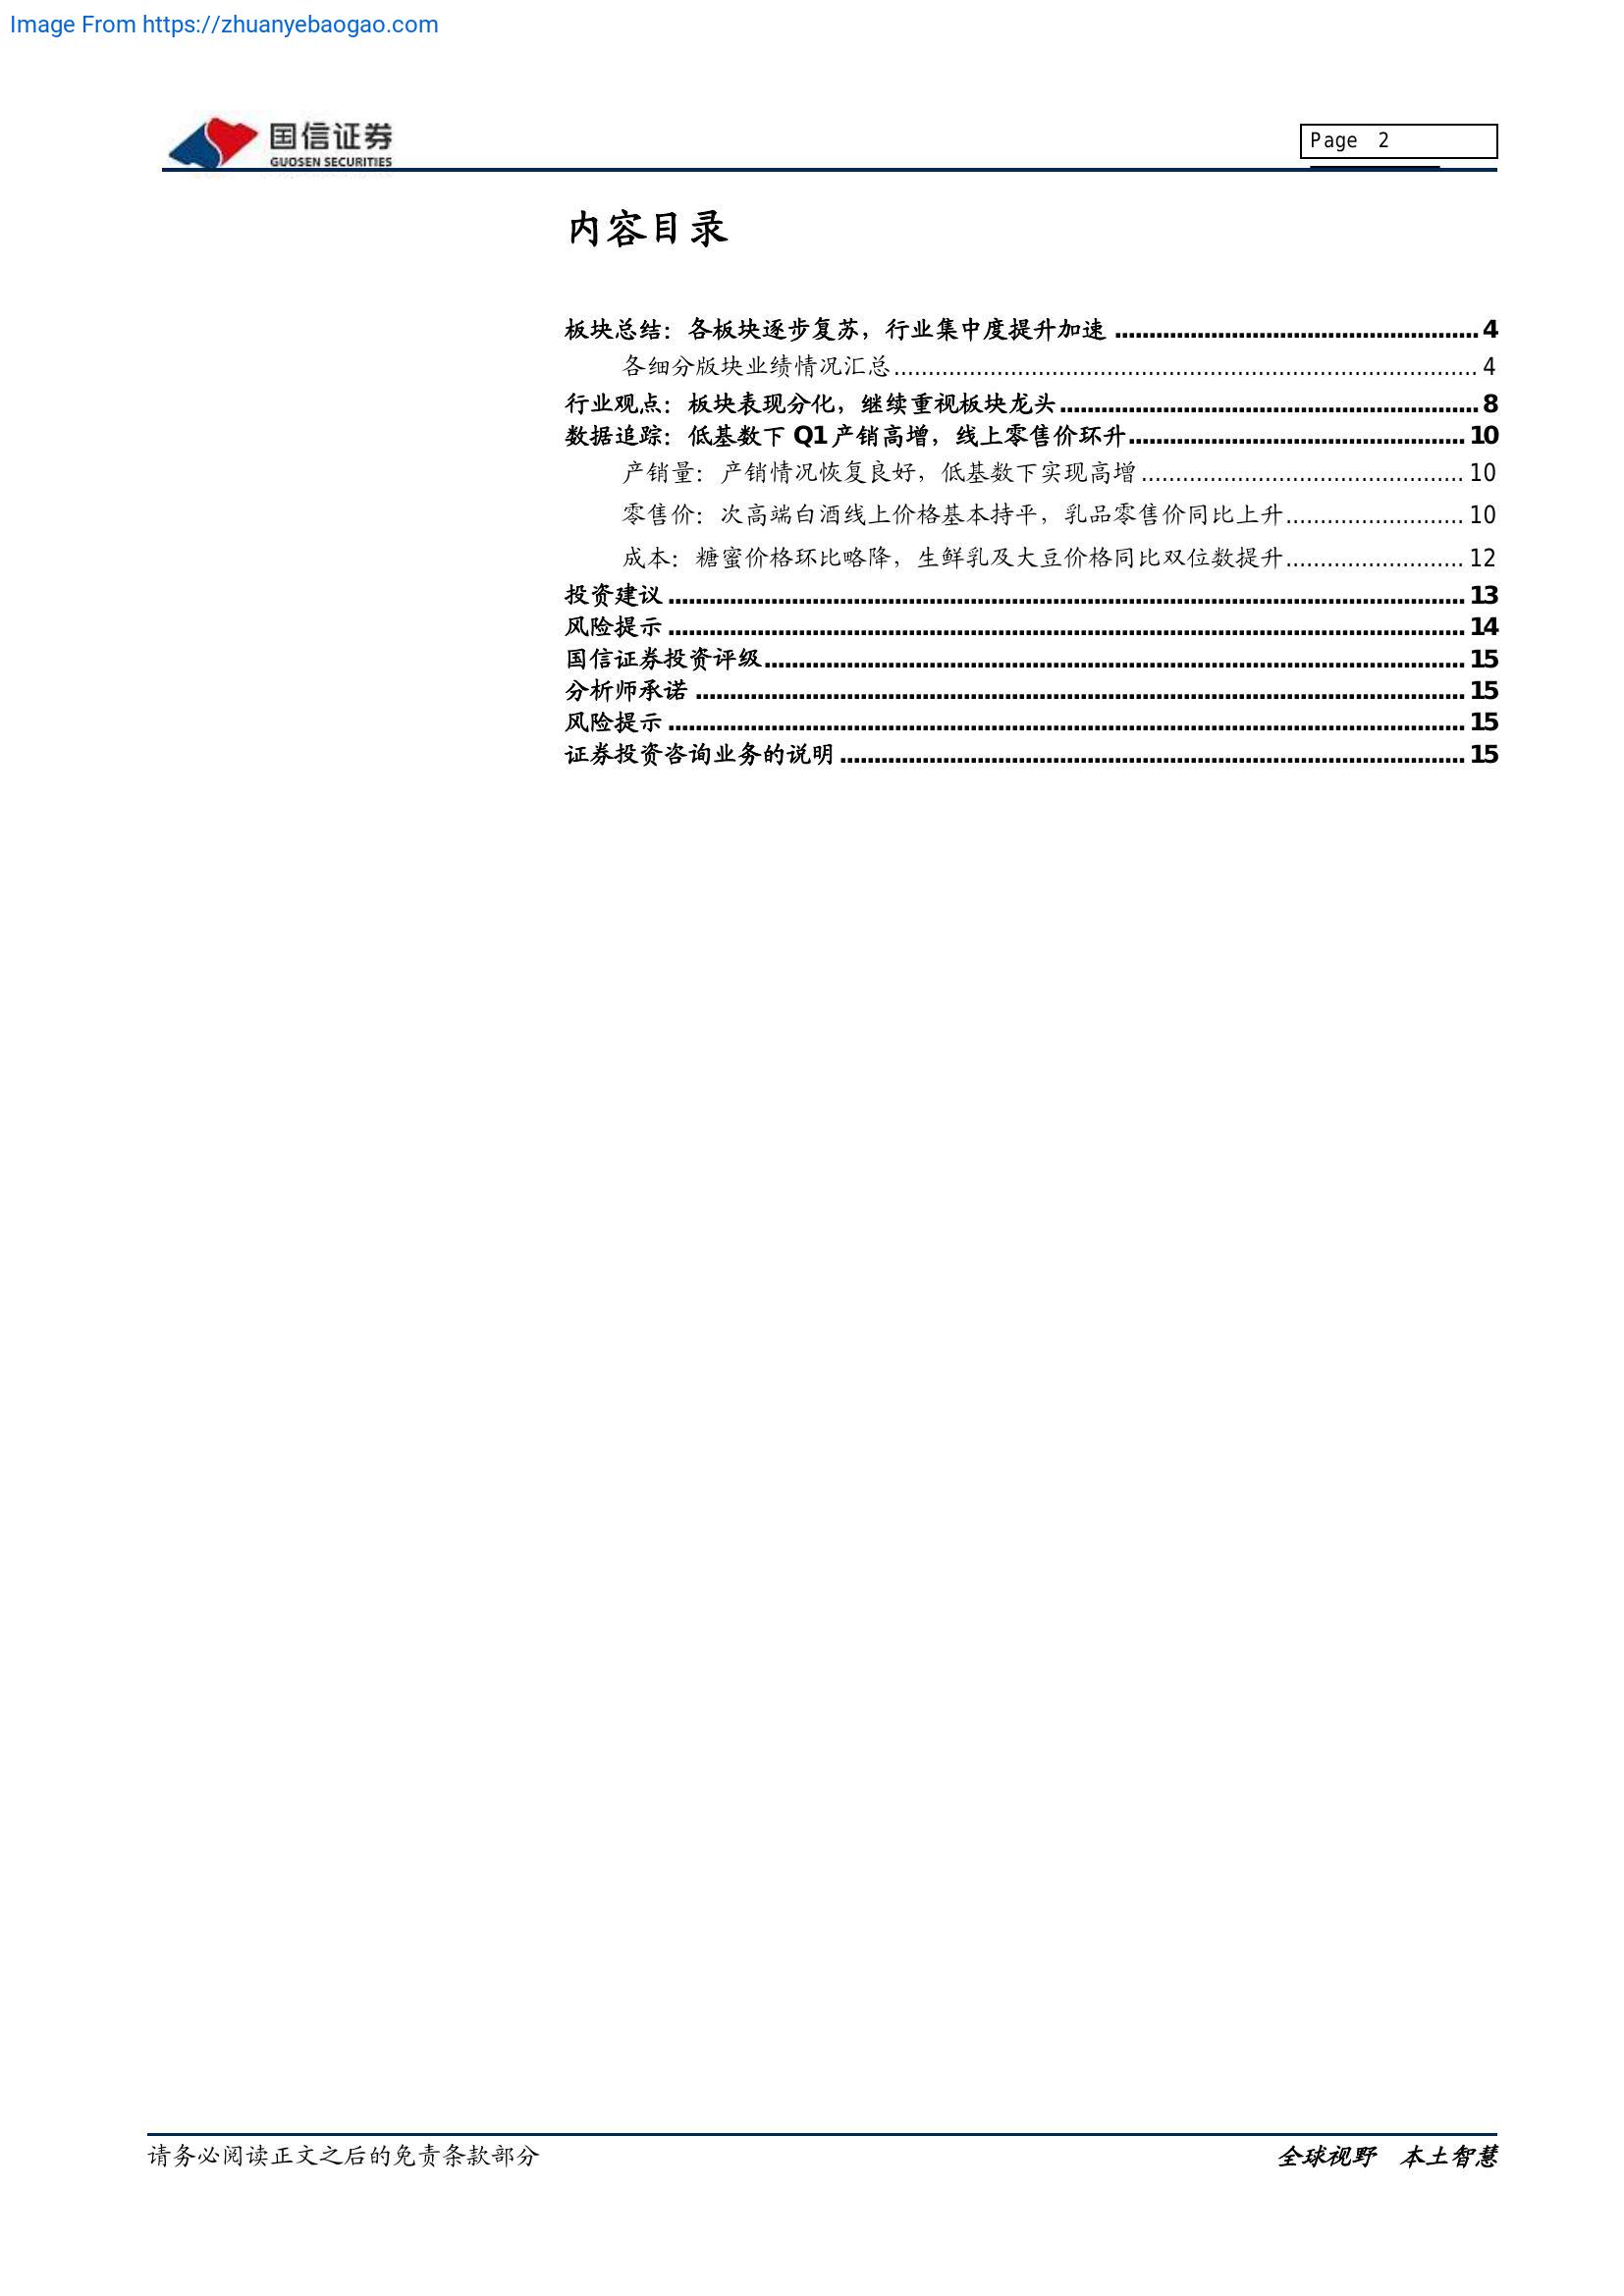 Image From https://zhuanyebaogao.com
国信证券
GUOSEN SECURITIES
Page 2
内容目录
板块总结：各板块逐步复苏，行业集中度提升加速 ..................................................... 4
各细分版块业绩情况汇总..................................................................................... 4
行业观点：板块表现分化，继续重视板块龙头............................................................. 8
数据追踪：低基数下 Q1 产销高增，线上零售价环升................................................. 10
产销量：产销情况恢复良好，低基数下实现高增............................................... 10
零售价：次高端白酒线上价格基本持平，乳品零售价同比上升.......................... 10
成本：糖蜜价格环比略降，生鲜乳及大豆价格同比双位数提升.......................... 12
投资建议 .................................................................................................................... 13
风险提示 .................................................................................................................... 14
国信证券投资评级...................................................................................................... 15
分析师承诺 ................................................................................................................ 15
风险提示 .................................................................................................................... 15
证券投资咨询业务的说明 ........................................................................................... 15
请务必阅读正文之后的免责条款部分
全球视野 本土智慧